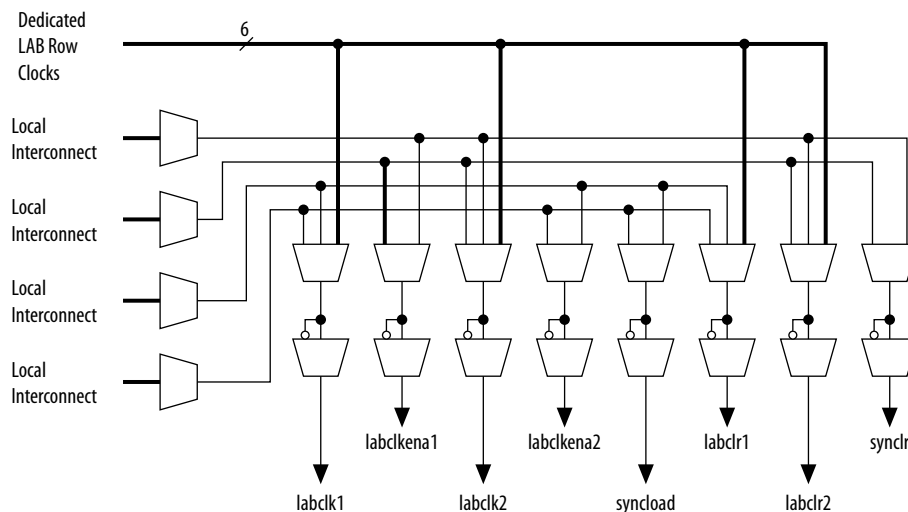 Dedicated
LAB Row
Clocks
6
Local
Interconnect
Local
Interconnect
Local
Interconnect
Local
Interconnect
labclkena1
labclkena2
labclr1
synclr
labclk1
labclk2
syncload
labclr2